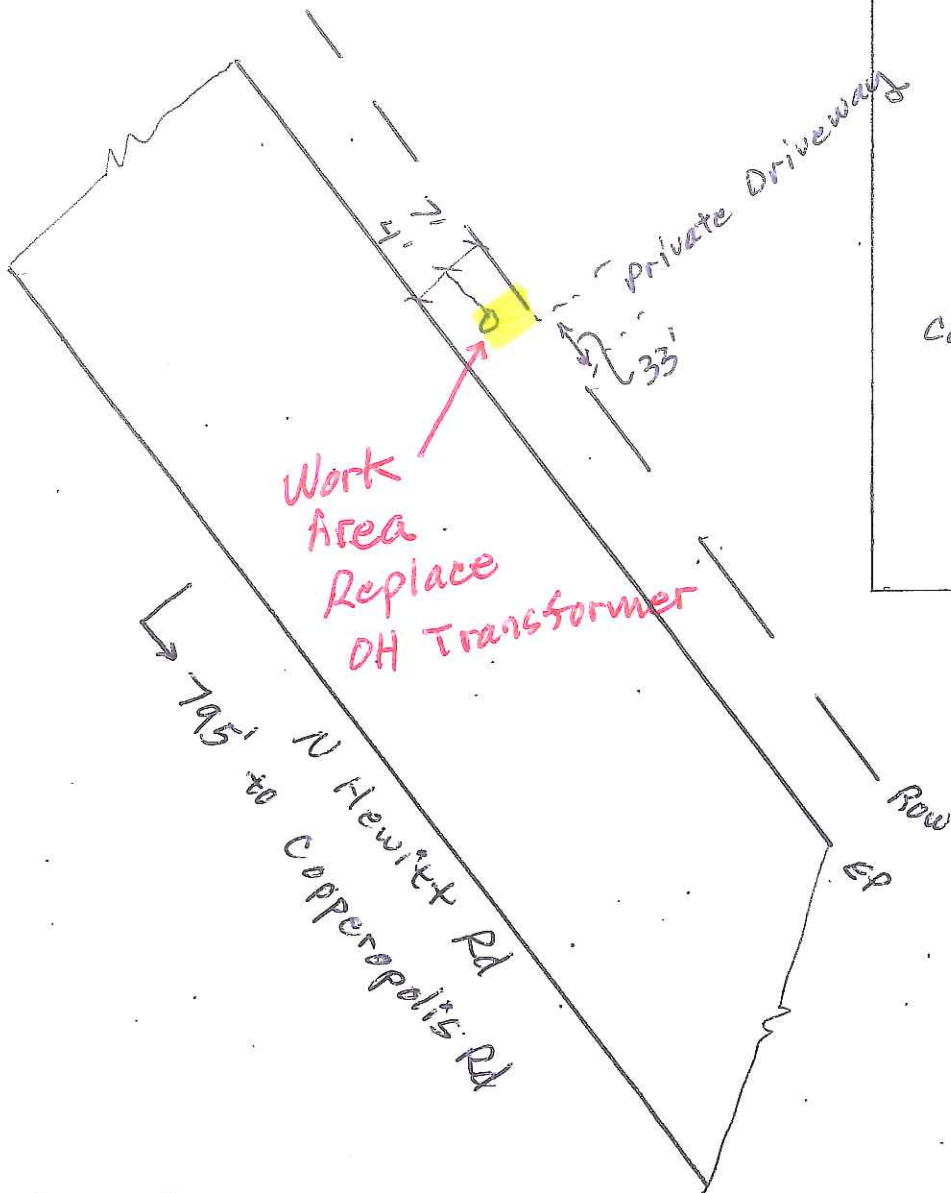 Private Driveway
7'
4'
33'
Work
Area
Replace
OH Transformer
N Hewitt Rd
795' to Copperopolis Rd
Row
EP